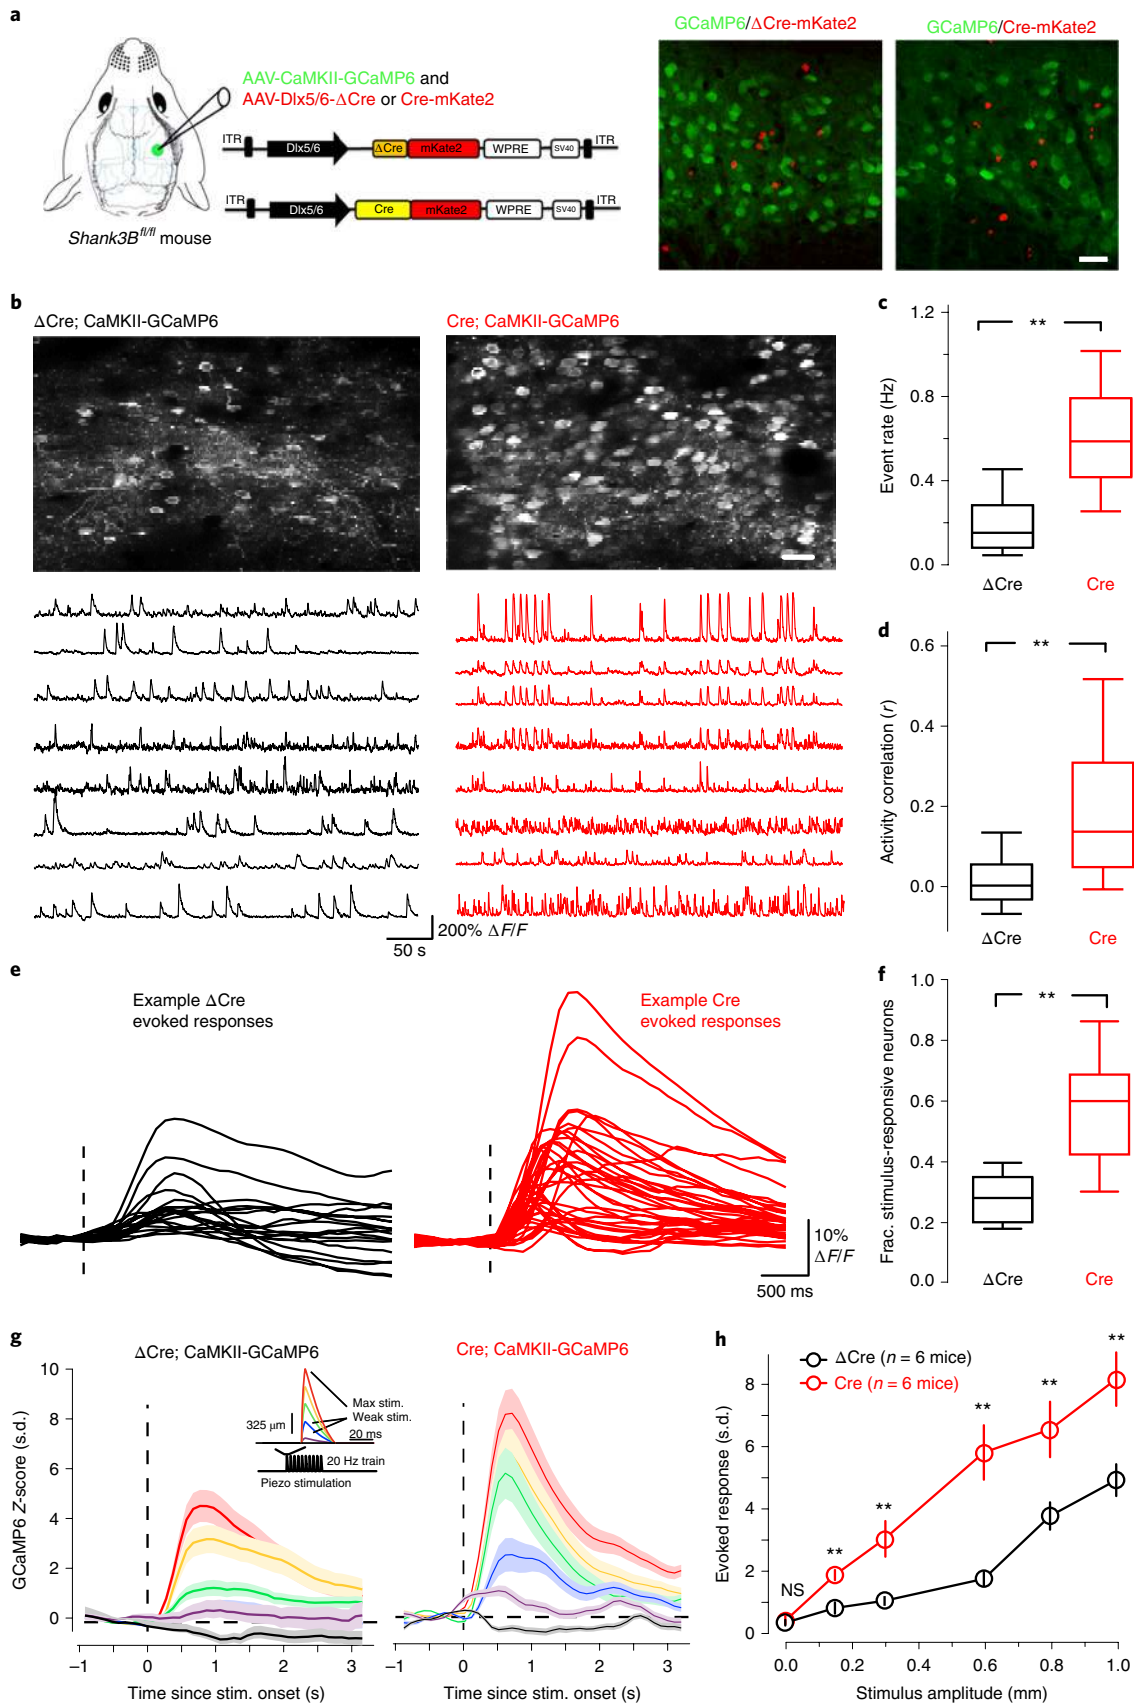 a
AAV-CaMKII-GCaMP6 and
AAV-Dlx5/6-ΔCre or Cre-mKate2
ITR
Dlx5/6
ΔCre
mKate2
WPRE
SV40
ITR
ITR
Dlx5/6
Cre
mKate2
WPRE
SV40
ITR
Shank3B fl/fl mouse
GCaMP6/ΔCre-mKate2
GCaMP6/Cre-mKate2
b
ΔCre; CaMKII-GCaMP6
Cre; CaMKII-GCaMP6
200% ΔF/F
50 s
c
Event rate (Hz)
1.2
0.8
0.4
0.0
**
ΔCre
Cre
d
Activity correlation (r)
0.6
0.4
0.2
0.0
**
ΔCre
Cre
e
Example ΔCre
evoked responses
Example Cre
evoked responses
10%
ΔF/F
500 ms
f
Frac. stimulus-responsive neurons
1.0
0.8
0.6
0.4
0.2
0.0
**
ΔCre
Cre
g
ΔCre; CaMKII-GCaMP6
Cre; CaMKII-GCaMP6
GCaMP6 Z-score (s.d.)
10
8
6
4
2
0
325 μm
Max stim.
Weak stim.
20 ms
20 Hz train
Piezo stimulation
−1 0 1 2 3
Time since stim. onset (s)
−1 0 1 2 3
Time since stim. onset (s)
h
ΔCre (n = 6 mice)
Cre (n = 6 mice)
Evoked response (s.d.)
8
6
4
2
0
NS
**
**
**
**
**
0.0 0.2 0.4 0.6 0.8 1.0
Stimulus amplitude (mm)